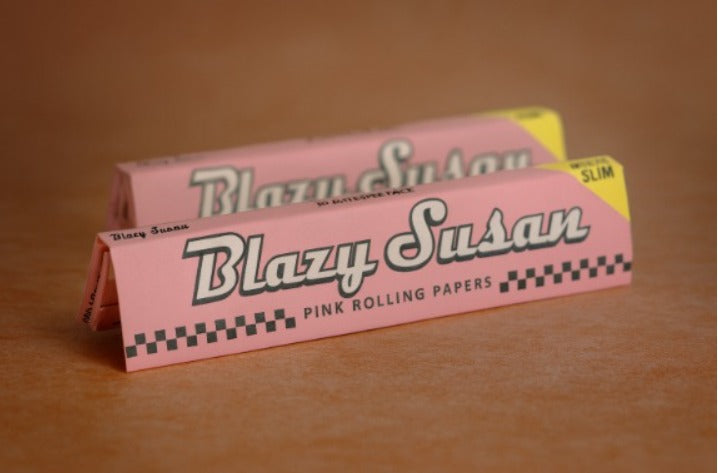 Blazy Susan
SLIM
Blazy Susan
Blazy Susan
PINK ROLLING PAPERS